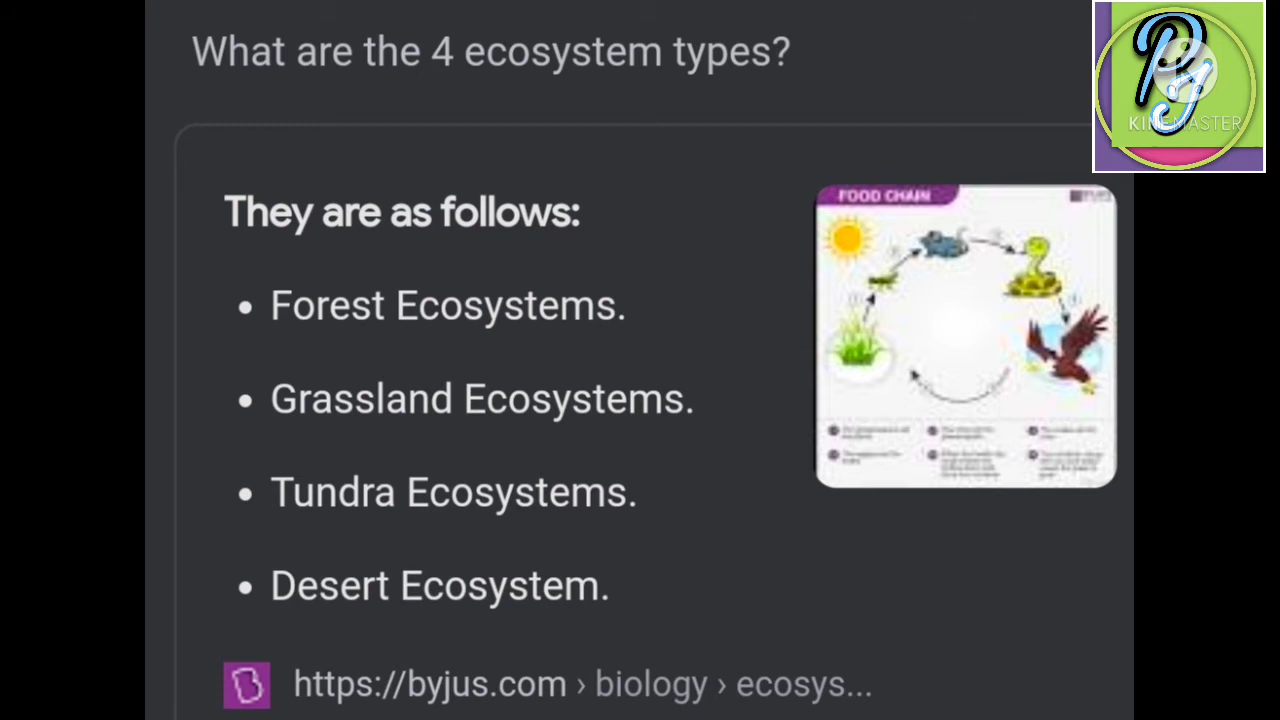 What are the 4 ecosystem types?
They are as follows:
• Forest Ecosystems.
• Grassland Ecosystems.
• Tundra Ecosystems.
• Desert Ecosystem.
https://byjus.com › biology › ecosys...
FOOD CHAIN
KINEMASTER